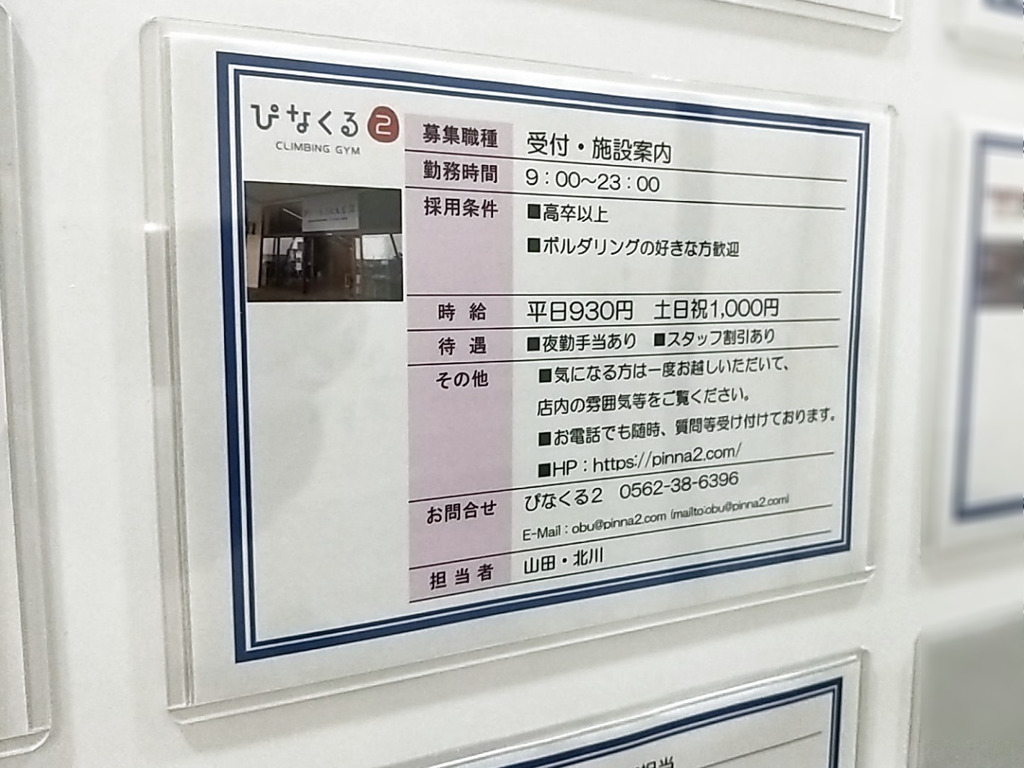 ぴなくる2
CLIMBING GYM
募集職種 受付・施設案内
勤務時間 9:00~23:00
採用条件 ■高卒以上
■ボルダリングの好きな方歓迎
時給 平日930円 土日祝1,000円
待遇 ■夜勤手当あり ■スタッフ割引あり
その他 ■気になる方は一度お越しいただいて、
店内の雰囲気等をご覧ください。
■お電話でも随時、質問等受け付けております。
■HP:https://pinna2.com/
お問合せ ぴなくる2 0562-38-6396
E-Mail:obu@pinna2.com (mailto:obu@pinna2.com)
担当者 山田・北川
担当